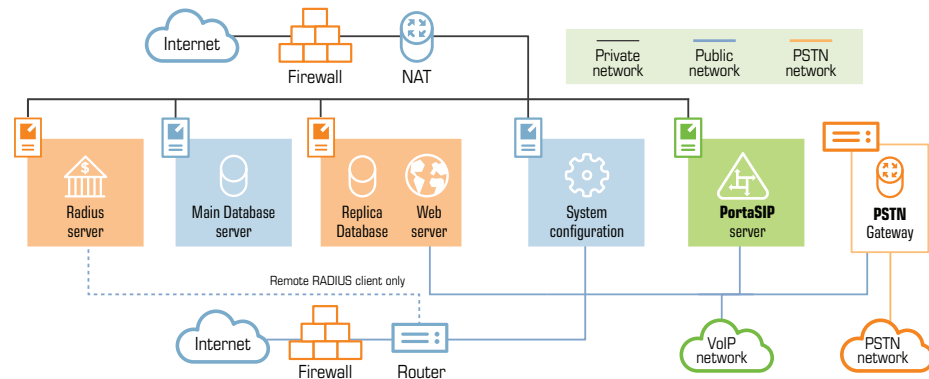 Internet
Firewall
NAT
Private
network
Public
network
PSTN
network
$
Radius
server
Main Database
server
Replica
Database
Web
server
System
configuration
PortaSIP
server
PSTN
Gateway
Remote RADIUS client only
Internet
Firewall
Router
VoIP
network
PSTN
network